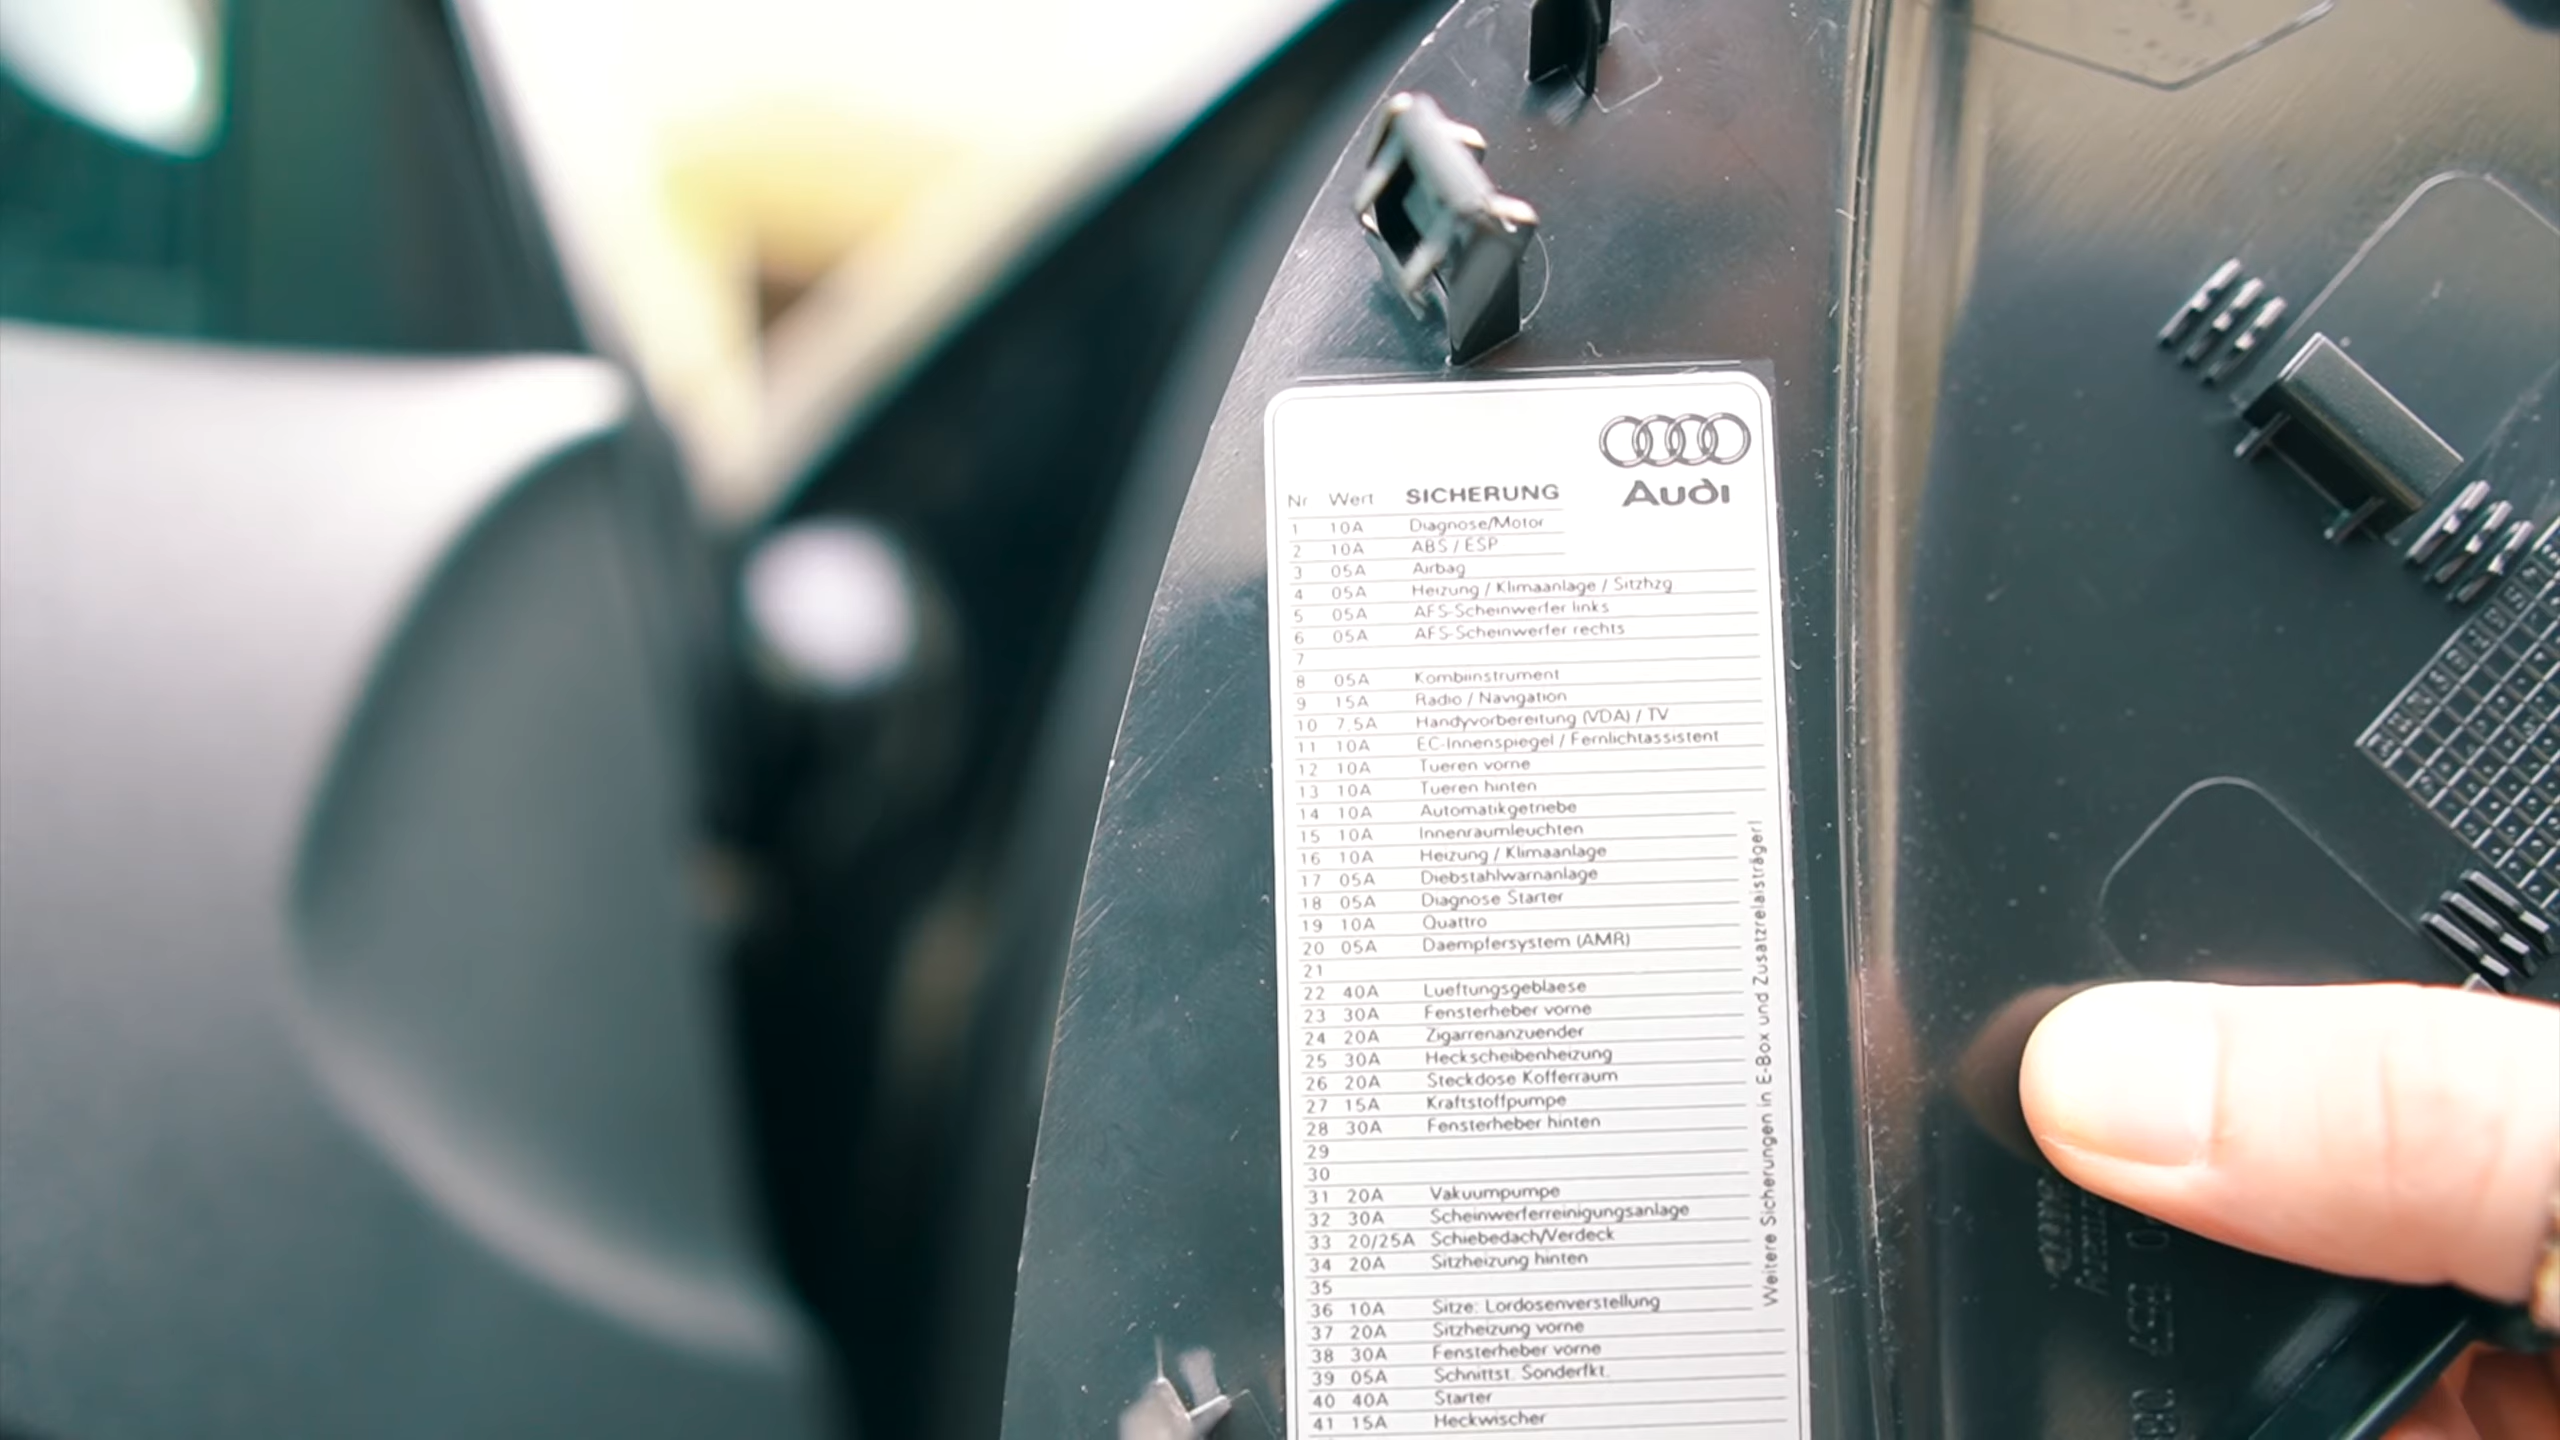 Audi
Nr Wert SICHERUNG
1 10A Diagnose/Motor
2 10A ABS / ESP
3 05A Airbag
4 05A Heizung / Klimaanlage / Sitzhzg
5 05A AFS-Scheinwerfer links
6 05A AFS-Scheinwerfer rechts
7
8 05A Kombiinstrument
9 15A Radio / Navigation
10 7.5A Handyvorbereitung (VDA) / TV
11 10A EC-Innenspiegel / Fernlichtassistent
12 10A Tueren vorne
13 10A Tueren hinten
14 10A Automatikgetriebe
15 10A Innenraumleuchten
16 10A Heizung / Klimaanlage
17 05A Diebstahlwarnanlage
18 05A Diagnose Starter
19 10A Quattro
20 05A Daempfersystem (AMR)
21
22 40A Lueftungsgeblaese
23 30A Fensterheber vorne
24 20A Zigarrenanzuender
25 30A Heckscheibenheizung
26 20A Steckdose Kofferraum
27 15A Kraftstoffpumpe
28 30A Fensterheber hinten
29
30
31 20A Vakuumpumpe
32 30A Scheinwerferreinigungsanlage
33 20/25A Schiebedach/Verdeck
34 20A Sitzheizung hinten
35
36 10A Sitze: Lordosenverstellung
37 20A Sitzheizung vorne
38 30A Fensterheber vorne
39 05A Schnittst. Sonderfkt.
40 40A Starter
41 15A Heckwischer
Weitere Sicherungen in E-Box und Zusatzrelaisträger!